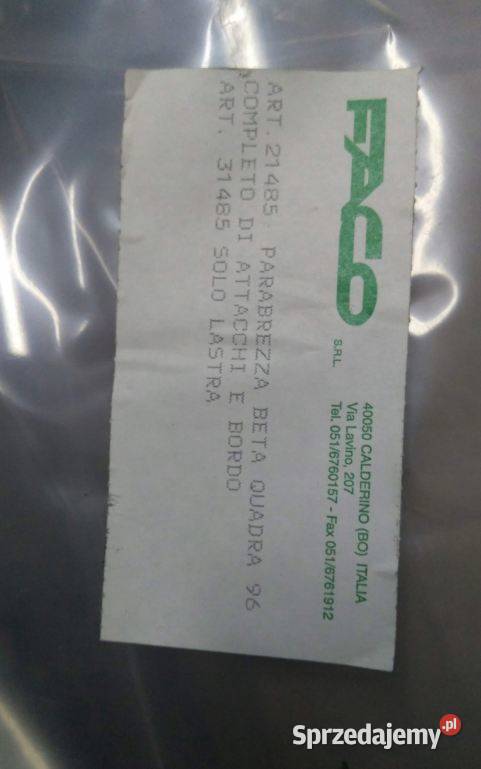 FACO S.R.L.
40050 CALDERINO (BO) ITALIA
Via Lavino, 207
Tel. 051/6760157 - Fax 051/6761912
ART.21485 PARABREZZA BETA QUADRA 96
COMPLETO DI ATTACCHI E BORDO
ART. 31485 SOLO LASTRA
Sprzedajemy.pl